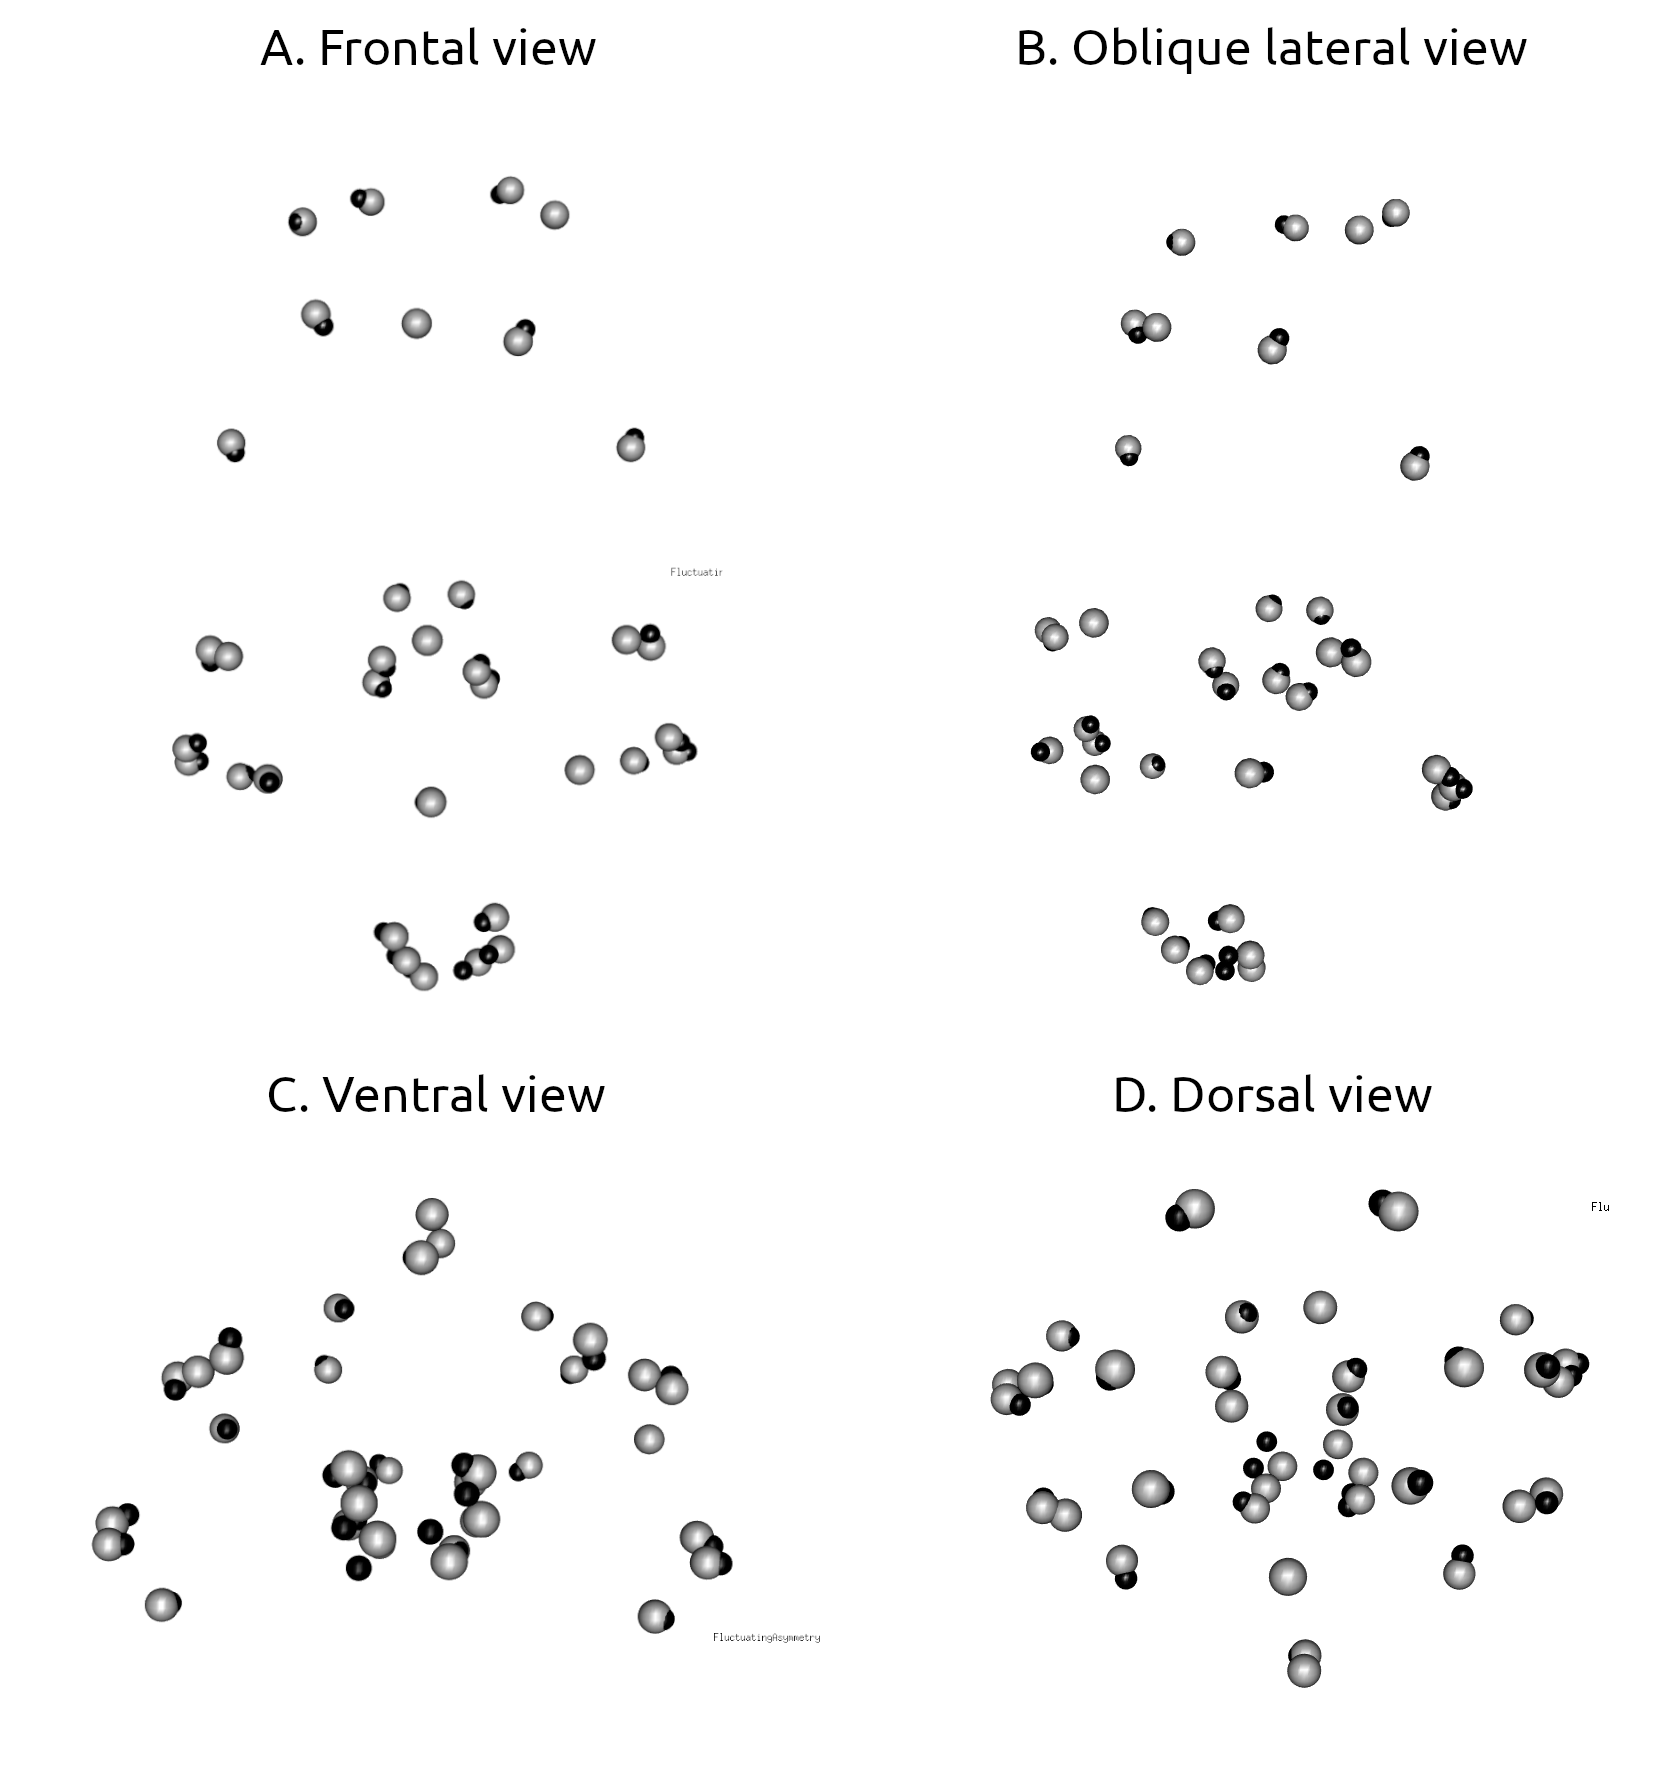 A. Frontal view
B. Oblique lateral view
Fluctuatir
C. Ventral view
D. Dorsal view
Flu
FluctuatingAsymmetry